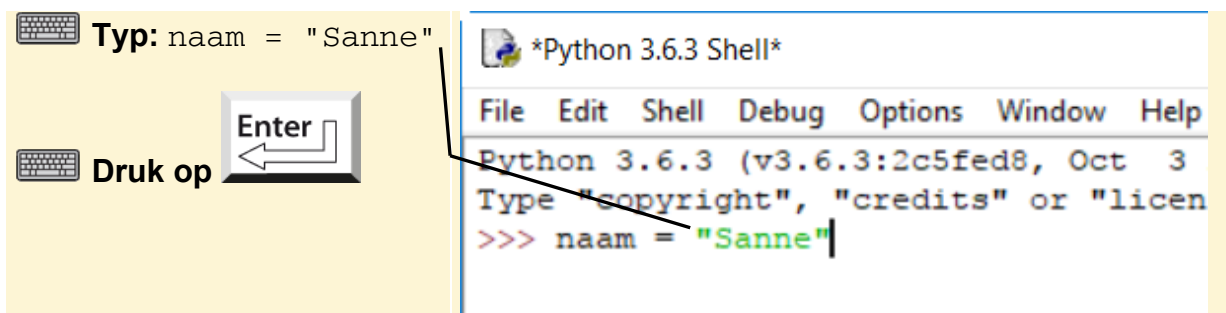 Typ: naam = "Sanne"
Enter
Druk op
*Python 3.6.3 Shell*
File Edit Shell Debug Options Window Help
Python 3.6.3 (v3.6.3:2c5fed8, Oct 3
Type "copyright", "credits" or "licen
>>> naam = "Sanne"